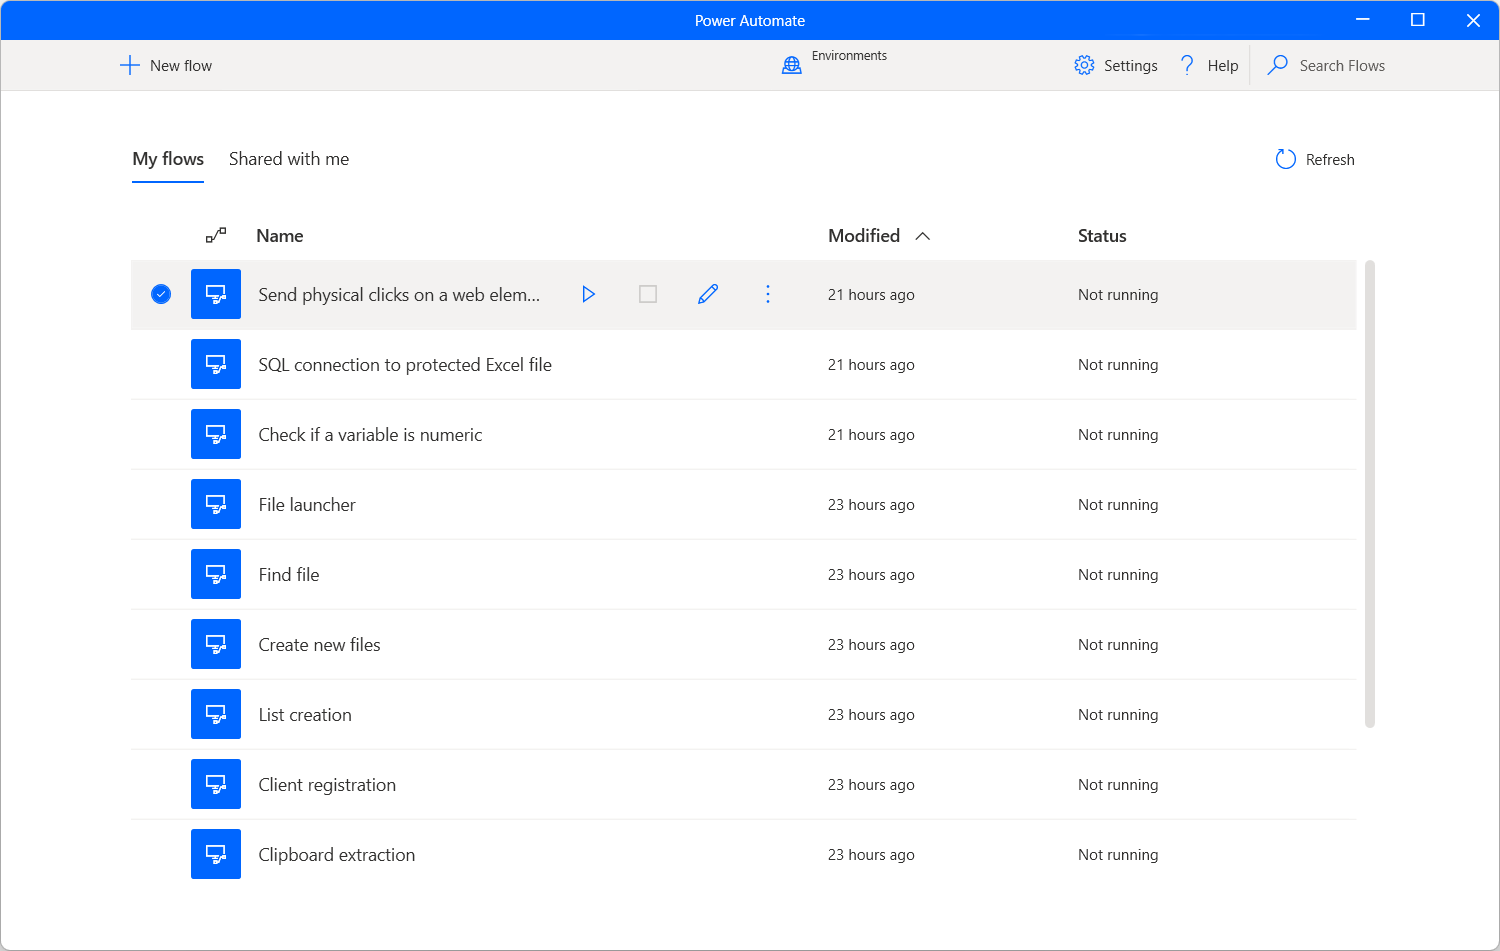 Power Automate
New flow
Environments
Settings
Help
Search Flows
My flows
Shared with me
Refresh
Name
Modified
Status
Send physical clicks on a web elem...
21 hours ago
Not running
SQL connection to protected Excel file
21 hours ago
Not running
Check if a variable is numeric
21 hours ago
Not running
File launcher
23 hours ago
Not running
Find file
23 hours ago
Not running
Create new files
23 hours ago
Not running
List creation
23 hours ago
Not running
Client registration
23 hours ago
Not running
Clipboard extraction
23 hours ago
Not running